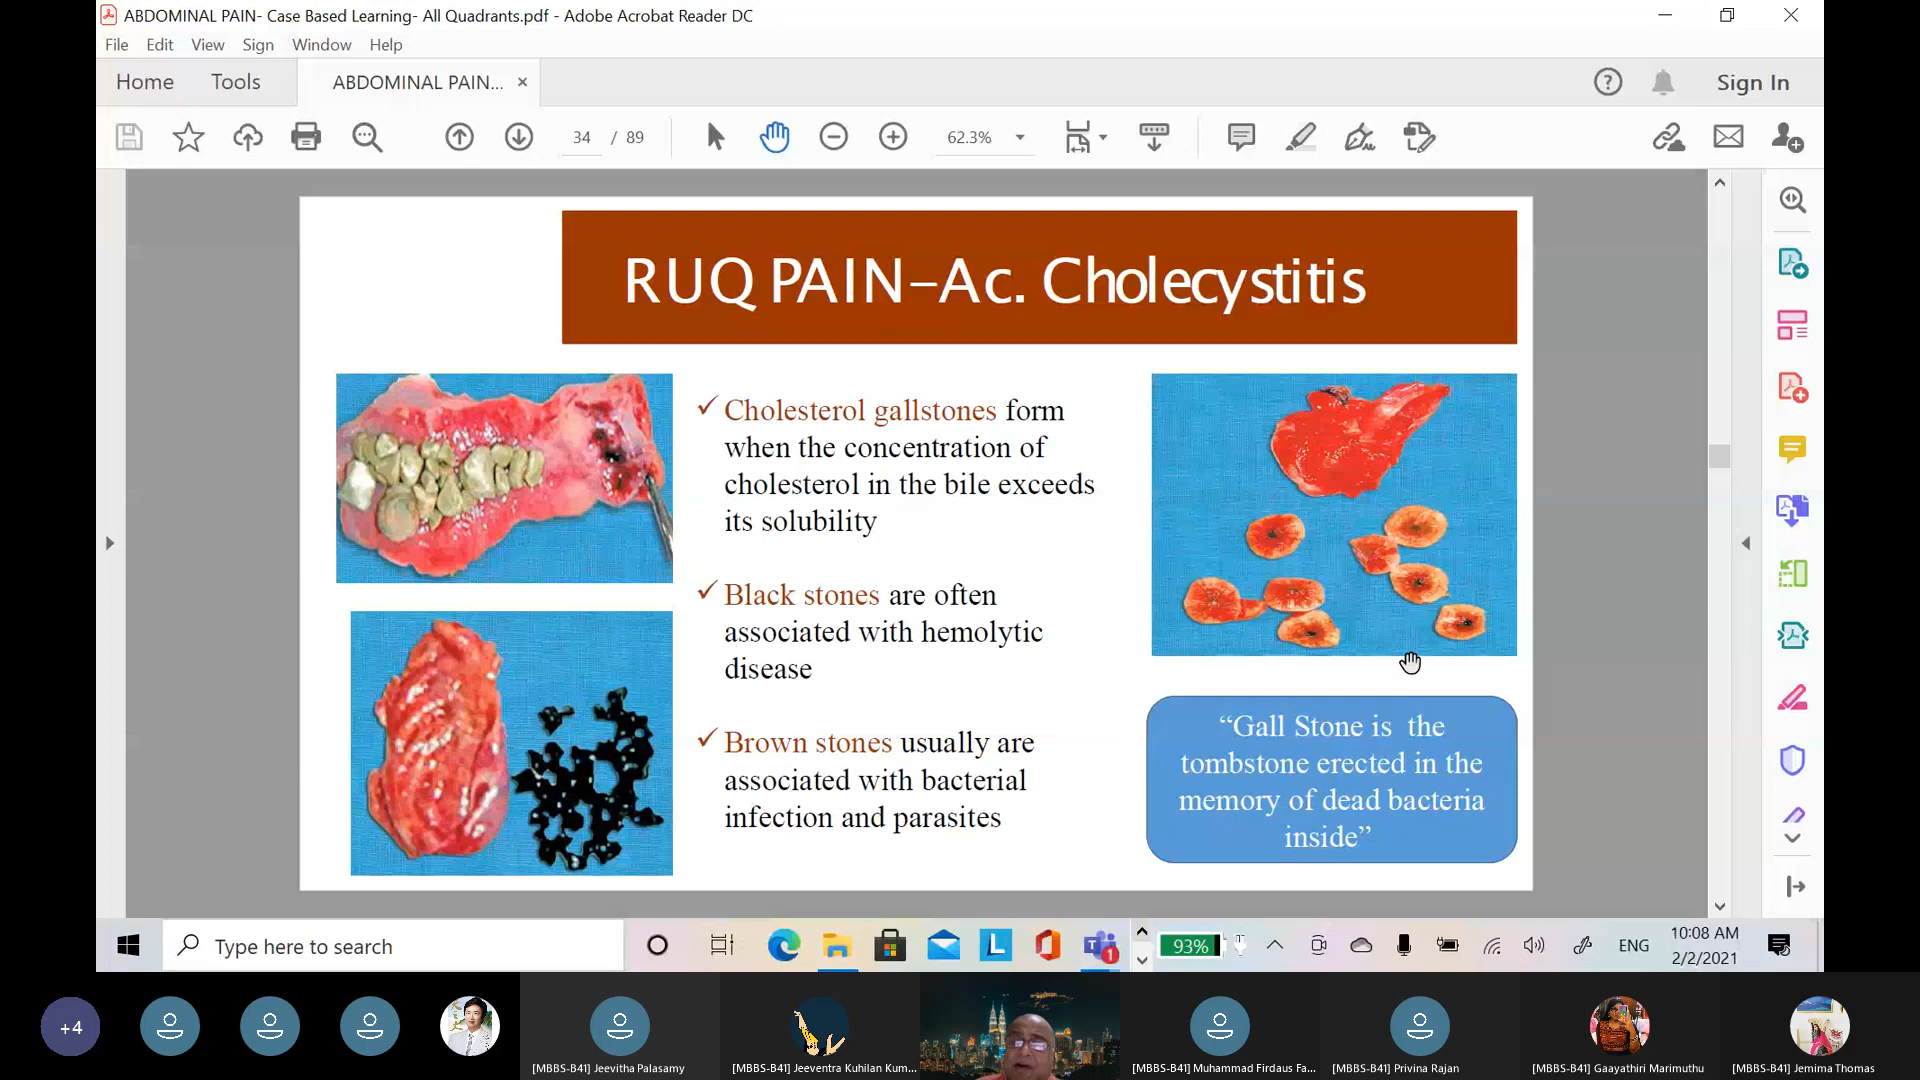 ABDOMINAL PAIN- Case Based Learning- All Quadrants.pdf - Adobe Acrobat Reader DC
File Edit View Sign Window Help
Home Tools ABDOMINAL PAIN... × Sign In
34 / 89 62.3%
RUQ PAIN–Ac. Cholecystitis
✓ Cholesterol gallstones form
when the concentration of
cholesterol in the bile exceeds
its solubility
✓ Black stones are often
associated with hemolytic
disease
✓ Brown stones usually are
associated with bacterial
infection and parasites
“Gall Stone is the
tombstone erected in the
memory of dead bacteria
inside”
Type here to search
L
1
93%
ENG
10:08 AM
2/2/2021
+4
[MBBS-B41] Jeevitha Palasamy
[MBBS-B41] Jeeventra Kuhilan Kum...
[MBBS-B41] Muhammad Firdaus Fa...
[MBBS-B41] Privina Rajan
[MBBS-B41] Gaayathiri Marimuthu
[MBBS-B41] Jemima Thomas